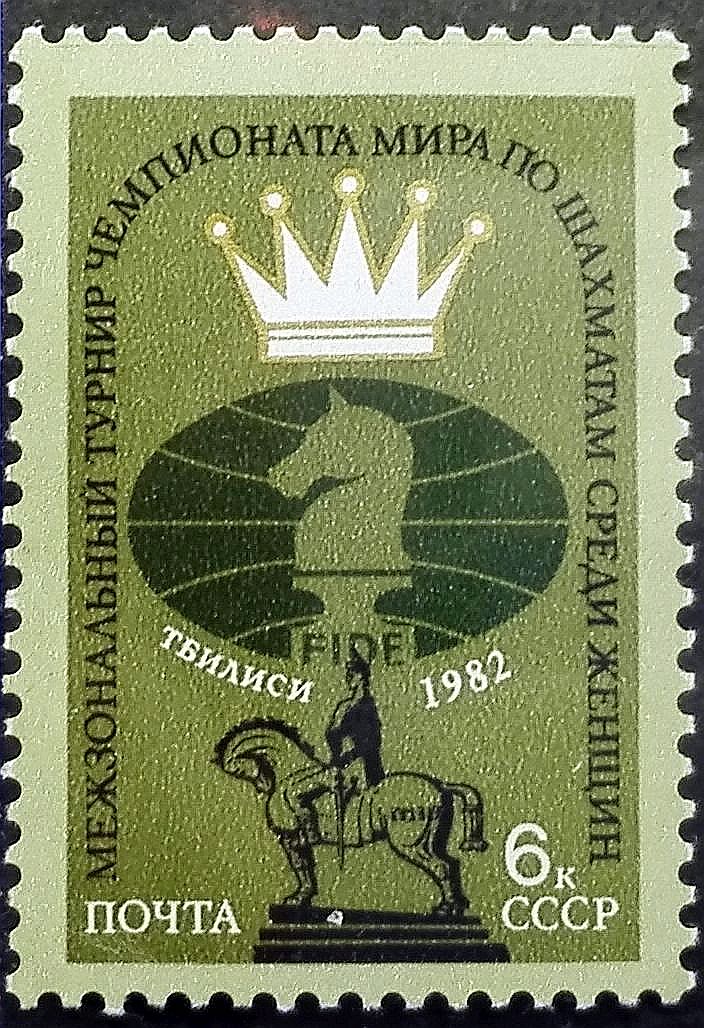 МЕЖЗОНАЛЬНЫЙ ТУРНИР ЧЕМПИОНАТА МИРА ПО ШАХМАТАМ СРЕДИ ЖЕНЩИН
FIDE
ТБИЛИСИ 1982
6к
ПОЧТА СССР